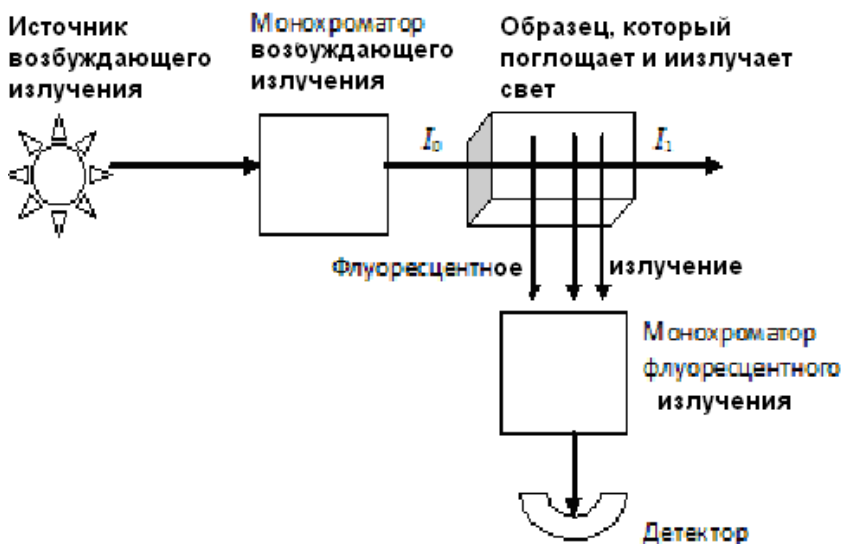 Источник
возбуждающего
излучения
Монохроматор
возбуждающего
излучения
Образец, который
поглощает и иизлучает
свет
I₀
I₁
Флуоресцентное
излучение
Монохроматор
флуоресцентного
излучения
Детектор